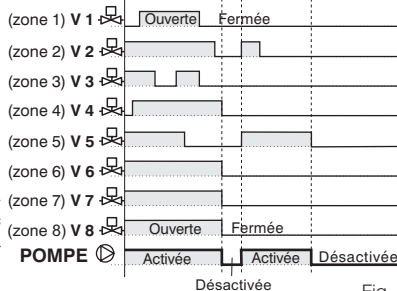 (zone 1) V 1 Ouverte Fermée
(zone 2) V 2
(zone 3) V 3
(zone 4) V 4
(zone 5) V 5
(zone 6) V 6
(zone 7) V 7
(zone 8) V 8 Ouverte Fermée
POMPE Activée Activée Désactivée
Désactivée
Fig